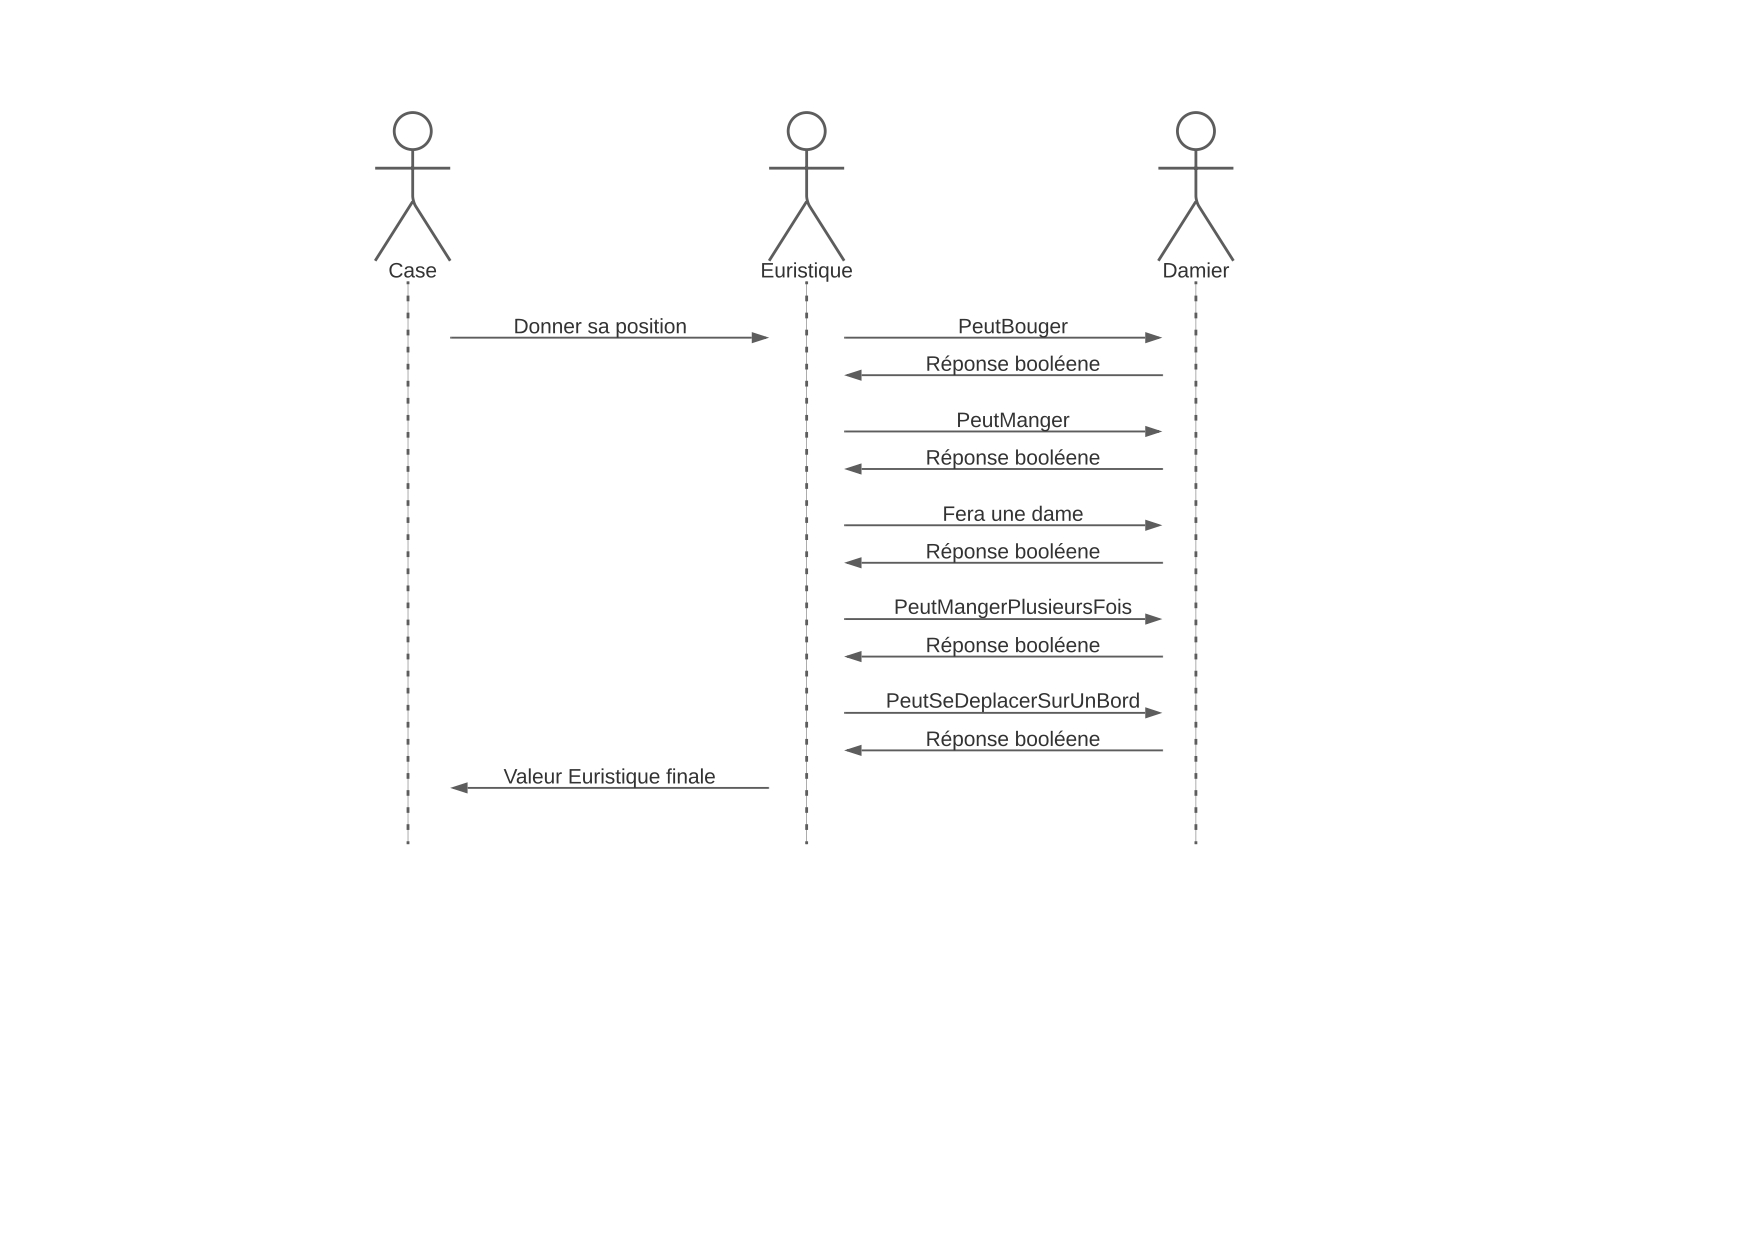 Case
Euristique
Damier
Donner sa position
PeutBouger
Réponse booléene
PeutManger
Réponse booléene
Fera une dame
Réponse booléene
PeutMangerPlusieursFois
Réponse booléene
PeutSeDeplacerSurUnBord
Réponse booléene
Valeur Euristique finale